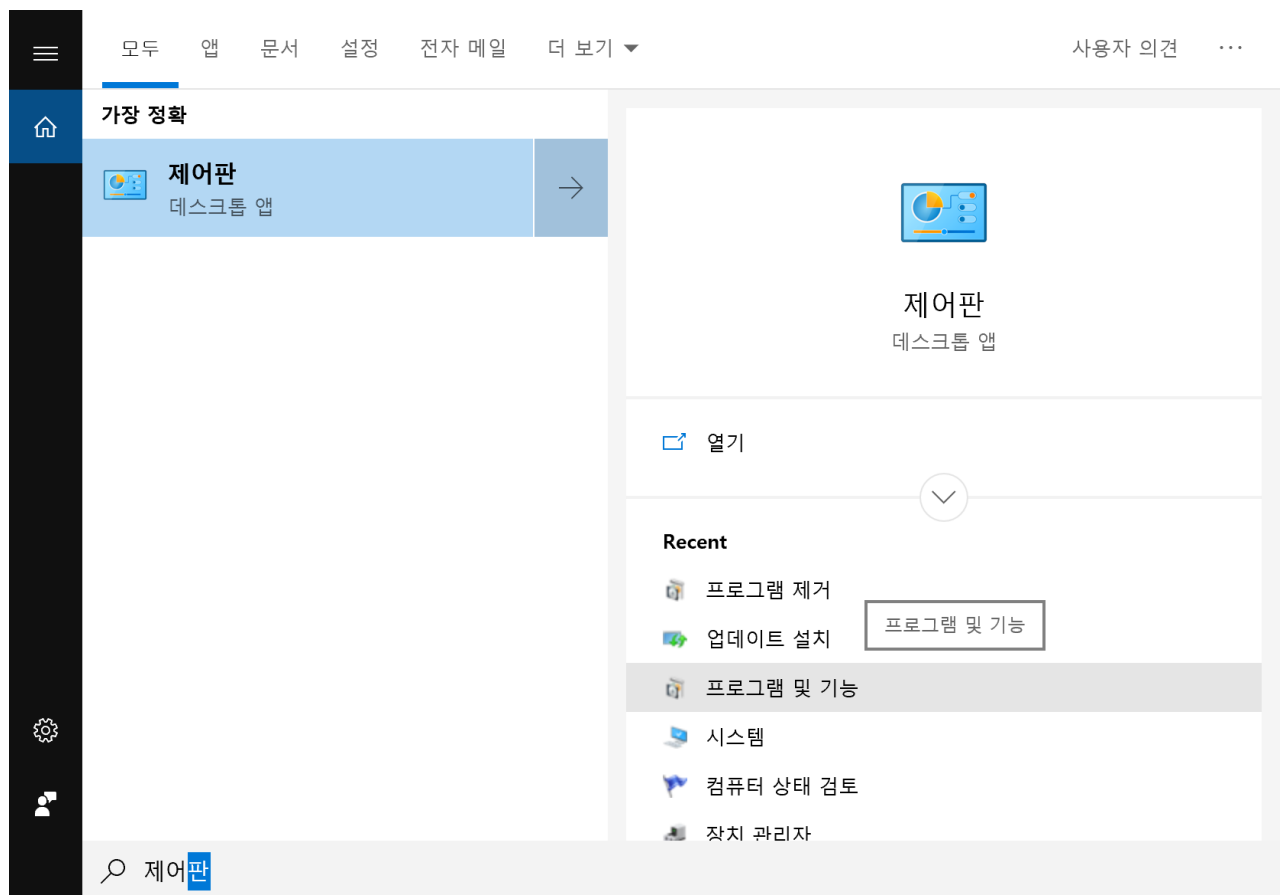 모두 앱 문서 설정 전자 메일 더 보기 사용자 의견 ...
가장 정확
제어판
데스크톱 앱
제어판
데스크톱 앱
열기
Recent
프로그램 제거
업데이트 설치
프로그램 및 기능
프로그램 및 기능
시스템
컴퓨터 상태 검토
장치 관리자
제어판